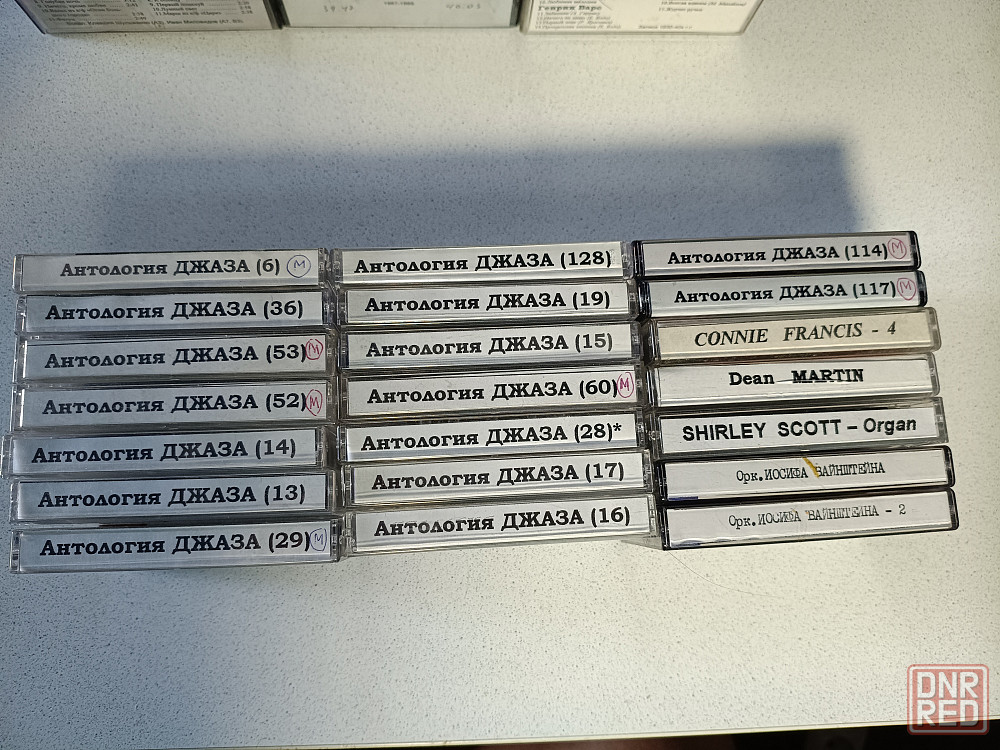 Генрих Варс
Антология ДЖАЗА (6) М
Антология ДЖАЗА (36)
Антология ДЖАЗА (53) М
Антология ДЖАЗА (52) М
Антология ДЖАЗА (14)
Антология ДЖАЗА (13)
Антология ДЖАЗА (29) М
Антология ДЖАЗА (128)
Антология ДЖАЗА (19)
Антология ДЖАЗА (15)
Антология ДЖАЗА (60) М
Антология ДЖАЗА (28)*
Антология ДЖАЗА (17)
Антология ДЖАЗА (16)
Антология ДЖАЗА (114) М
Антология ДЖАЗА (117) М
CONNIE FRANCIS - 4
Dean MARTIN
SHIRLEY SCOTT – Organ
Орк. ИОСИФА ВАЙНШТЕЙНА
Орк. ИОСИФА ВАЙНШТЕЙНА - 2
DNR
RED